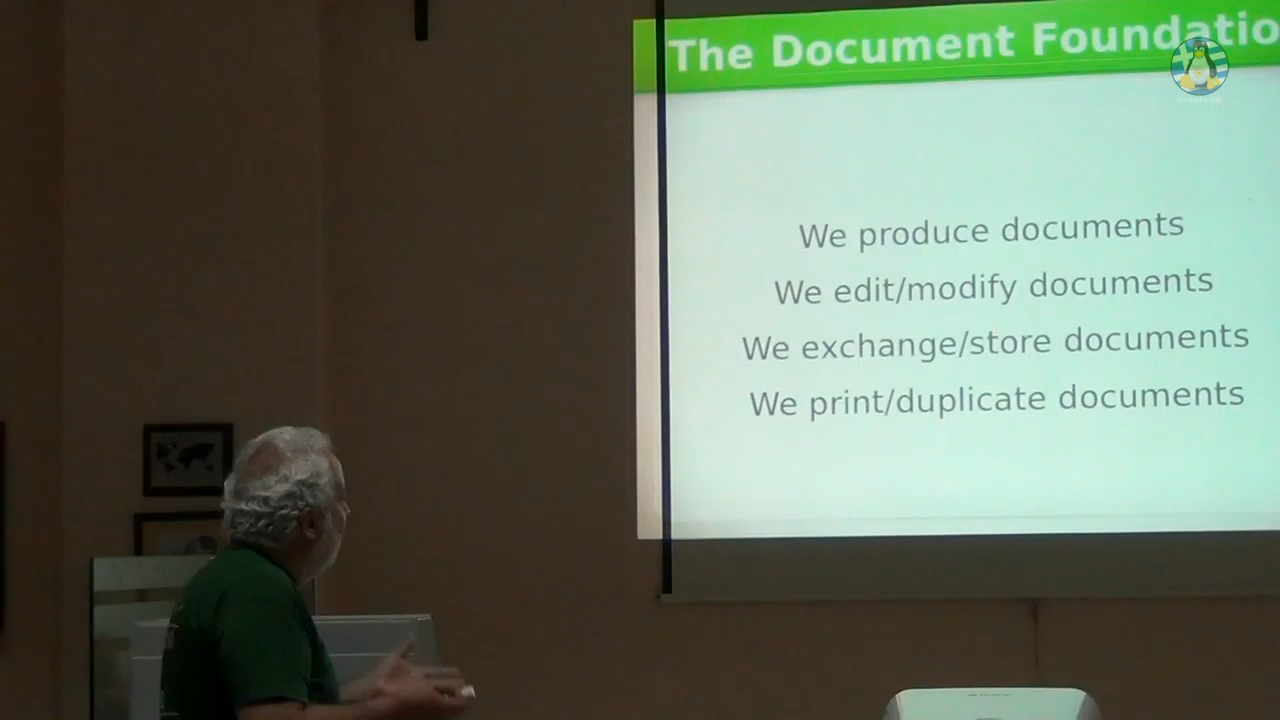 The Document Foundatio
We produce documents
We edit/modify documents
We exchange/store documents
We print/duplicate documents